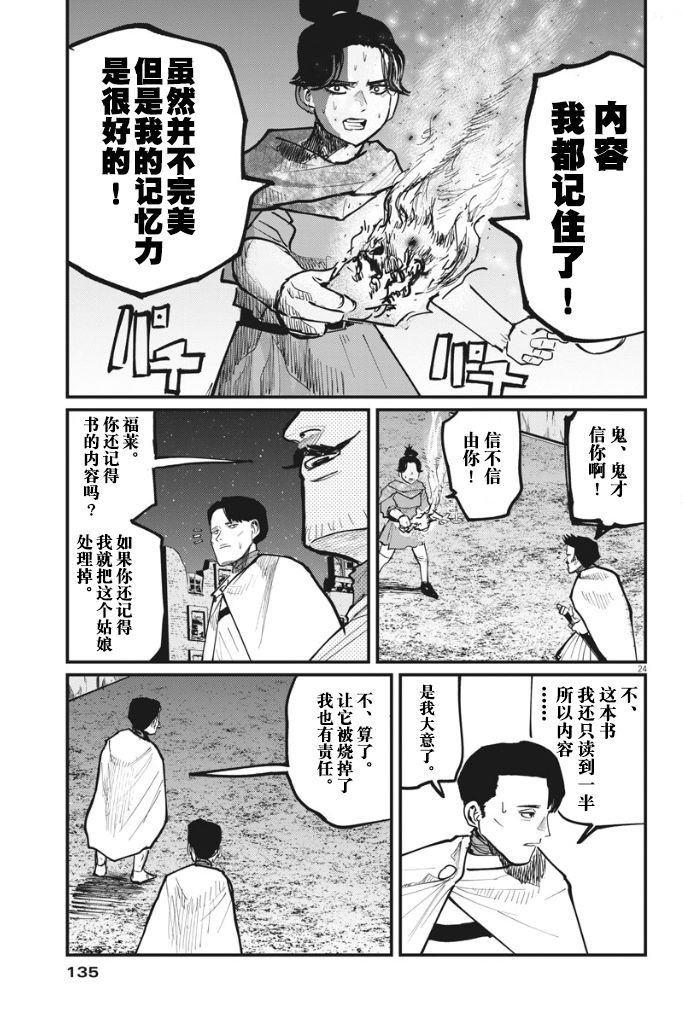 内容
我都记住了！
虽然并不完美
但是我的记忆力
是很好的！
パチ
パチ
鬼、鬼才
信你啊！
信不信
由你！
福莱。
你还记得
书的内容吗？
如果你还记得
我就把这个姑娘
处理掉。
24
不、
这本书
我还只读到一半
所以内容
……
是我大意了。
不、算了。
让它被烧掉了
我也有责任。
135